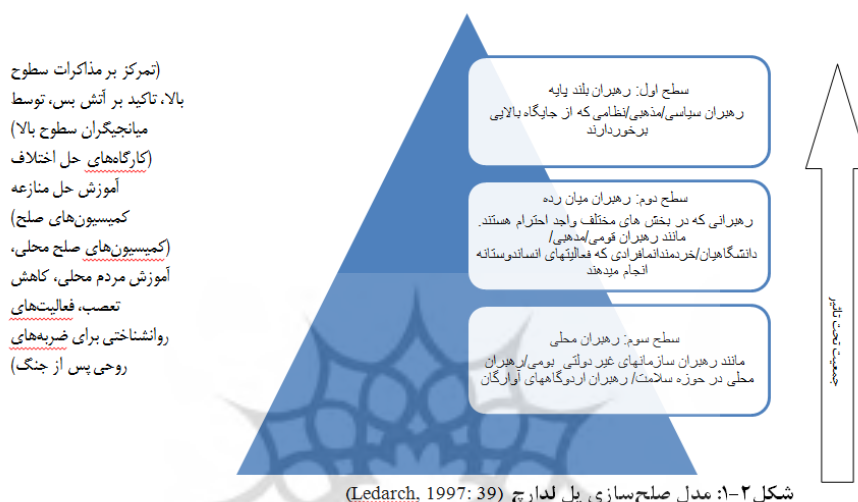 (تمرکز بر مذاکرات سطوح
بالا، تاکید بر آتش بس، توسط
میانجیگران سطوح بالا)
(کارگاه‌های حل اختلاف
آموزش حل منازعه
کمیسیون‌های صلح)
(کمیسیون‌های صلح محلی،
آموزش مردم محلی، کاهش
تعصب، فعالیت‌های
روانشناختی برای ضربه‌های
روحی پس از جنگ)
سطح اول: رهبران بلند پایه
رهبران سیاسی/مذهبی/نظامی که از جایگاه بالایی
برخوردارند
سطح دوم: رهبران میان رده
رهبرانی که در بخش های مختلف واجد احترام هستند.
مانند رهبران قومی/مذهبی/
دانشگاهیان/خردمندانمافرادی که فعالیتهای انساندوستانه
انجام میدهند
سطح سوم: رهبران محلی
مانند رهبران سازمانهای غیر دولتی بومی/رهبران
محلی در حوزه سلامت/ رهبران اردوگاههای آوارگان
جمعیت تحت تاثیر
شکل۲-۱: مدل صلح‌سازی پل لدارچ (Ledarch, 1997: 39)